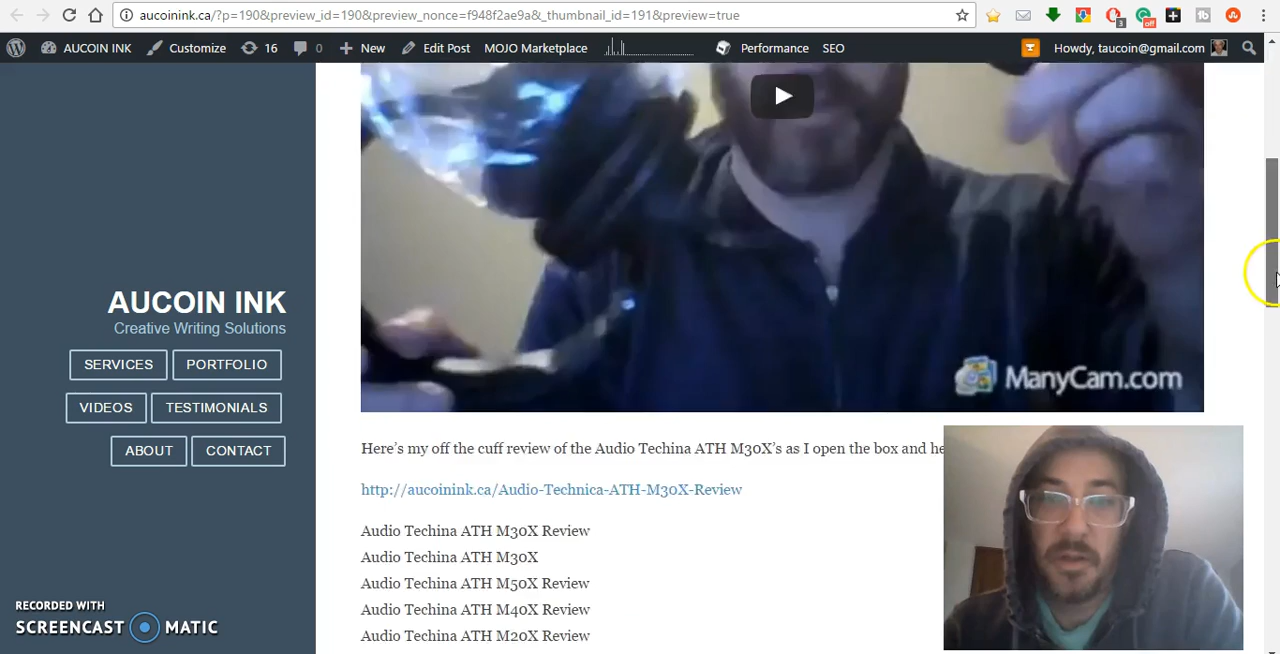 aucoinink.ca/?p=190&preview_id=190&preview_nonce=f948f2ae9a&_thumbnail_id=191&preview=true
3
off
AUCOIN INK
Customize
16
0
New
Edit Post
MOJO Marketplace
Performance
SEO
Howdy, taucoin@gmail.com
ManyCam.com
AUCOIN INK
Creative Writing Solutions
SERVICES
PORTFOLIO
VIDEOS
TESTIMONIALS
ABOUT
CONTACT
Here's my off the cuff review of the Audio Techina ATH M30X's as I open the box and he
http://aucoinink.ca/Audio-Technica-ATH-M30X-Review
Audio Techina ATH M30X Review
Audio Techina ATH M30X
Audio Techina ATH M50X Review
Audio Techina ATH M40X Review
Audio Techina ATH M20X Review
RECORDED WITH
SCREENCAST MATIC